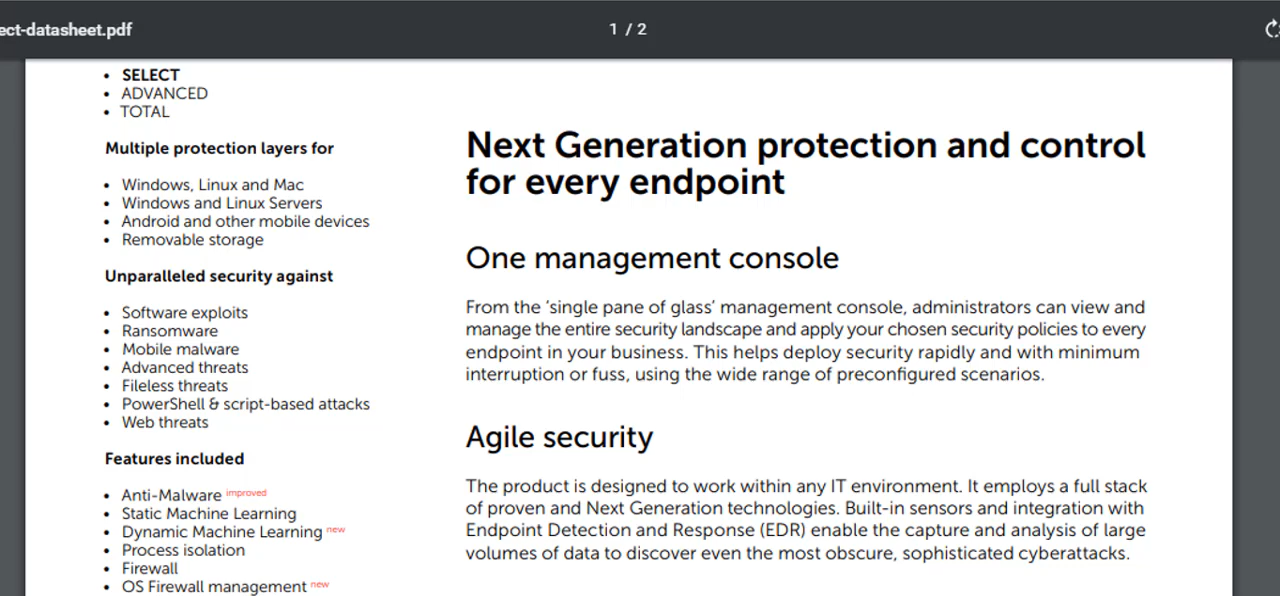 ect-datasheet.pdf
1 / 2
• SELECT
• ADVANCED
• TOTAL
Multiple protection layers for
• Windows, Linux and Mac
• Windows and Linux Servers
• Android and other mobile devices
• Removable storage
Unparalleled security against
• Software exploits
• Ransomware
• Mobile malware
• Advanced threats
• Fileless threats
• PowerShell & script-based attacks
• Web threats
Features included
• Anti-Malware improved
• Static Machine Learning
• Dynamic Machine Learning new
• Process isolation
• Firewall
• OS Firewall management new
Next Generation protection and control
for every endpoint
One management console
From the ‘single pane of glass’ management console, administrators can view and
manage the entire security landscape and apply your chosen security policies to every
endpoint in your business. This helps deploy security rapidly and with minimum
interruption or fuss, using the wide range of preconfigured scenarios.
Agile security
The product is designed to work within any IT environment. It employs a full stack
of proven and Next Generation technologies. Built-in sensors and integration with
Endpoint Detection and Response (EDR) enable the capture and analysis of large
volumes of data to discover even the most obscure, sophisticated cyberattacks.